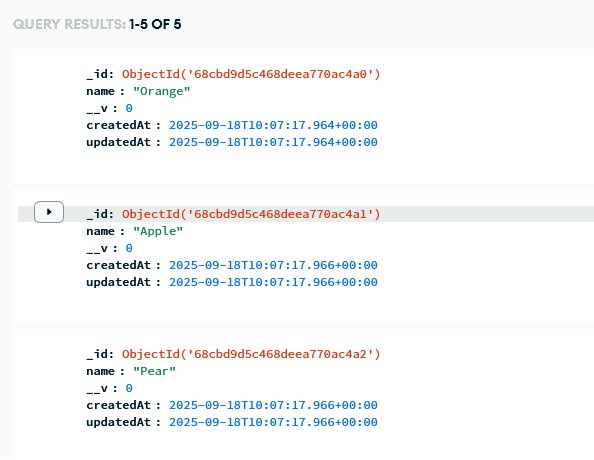 QUERY RESULTS: 1-5 OF 5
_id: ObjectId('68cbd9d5c468deea770ac4a0')
name : "Orange"
__v : 0
createdAt : 2025-09-18T10:07:17.964+00:00
updatedAt : 2025-09-18T10:07:17.964+00:00
_id: ObjectId('68cbd9d5c468deea770ac4a1')
name : "Apple"
__v : 0
createdAt : 2025-09-18T10:07:17.966+00:00
updatedAt : 2025-09-18T10:07:17.966+00:00
_id: ObjectId('68cbd9d5c468deea770ac4a2')
name : "Pear"
__v : 0
createdAt : 2025-09-18T10:07:17.966+00:00
updatedAt : 2025-09-18T10:07:17.966+00:00